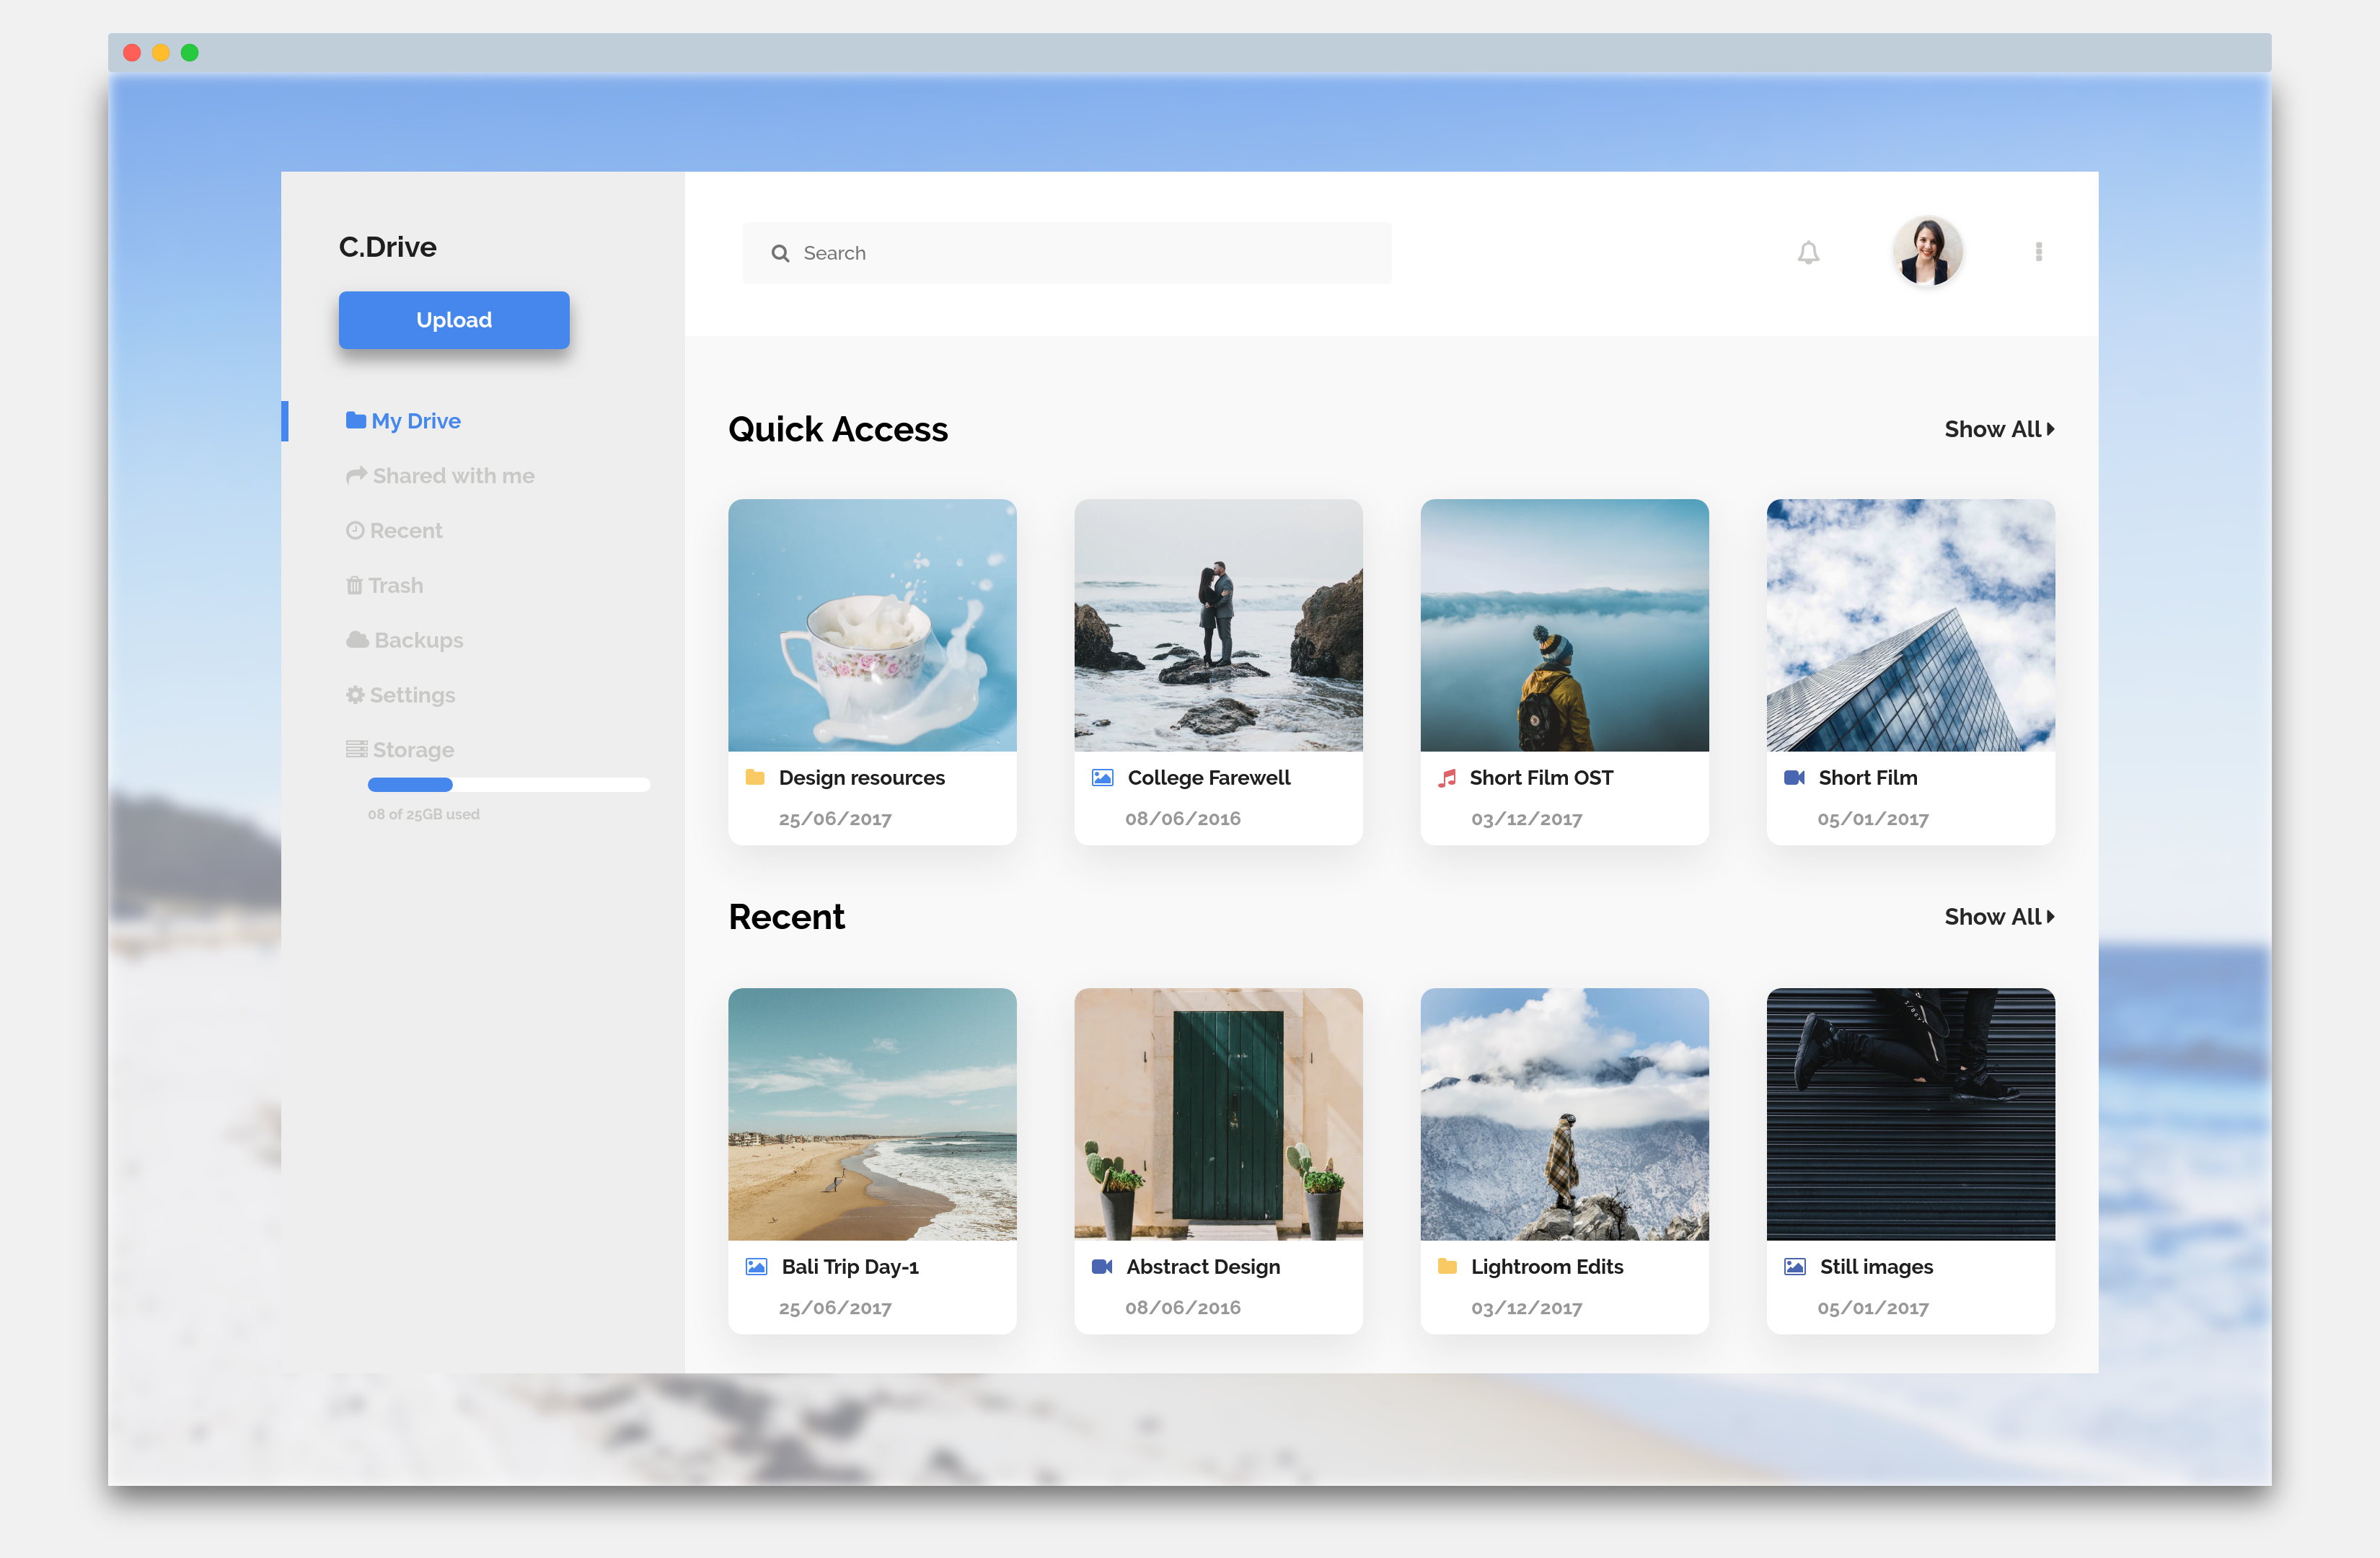 C.Drive
Upload
My Drive
Shared with me
Recent
Trash
Backups
Settings
Storage
08 of 25GB used
Search
Quick Access
Show All
Design resources
25/06/2017
College Farewell
08/06/2016
Short Film OST
03/12/2017
Short Film
05/01/2017
Recent
Show All
Bali Trip Day-1
25/06/2017
Abstract Design
08/06/2016
Lightroom Edits
03/12/2017
Still images
05/01/2017